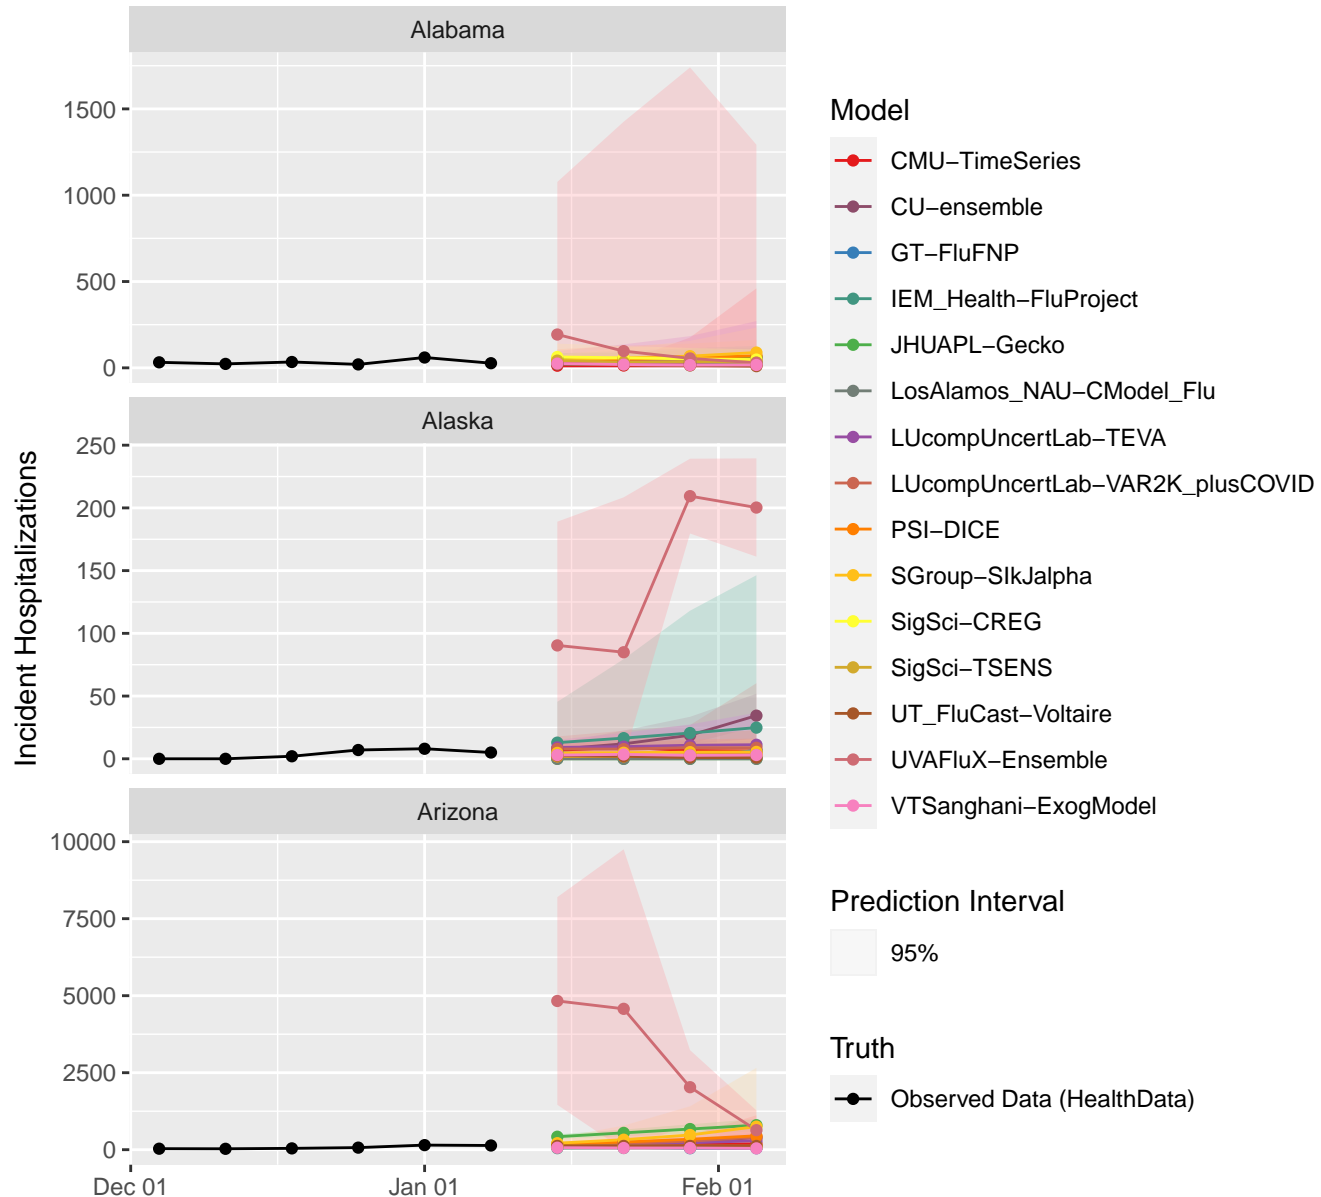 Alabama
1500
1000
500
0
Alaska
250
200
150
100
50
0
Arizona
10000
7500
5000
2500
0
Dec 01
Jan 01
Feb 01
Incident Hospitalizations
Model
CMU−TimeSeries
CU−ensemble
GT−FluFNP
IEM_Health−FluProject
JHUAPL−Gecko
LosAlamos_NAU−CModel_Flu
LUcompUncertLab−TEVA
LUcompUncertLab−VAR2K_plusCOVID
PSI−DICE
SGroup−SIkJalpha
SigSci−CREG
SigSci−TSENS
UT_FluCast−Voltaire
UVAFluX−Ensemble
VTSanghani−ExogModel
Prediction Interval
95%
Truth
Observed Data (HealthData)